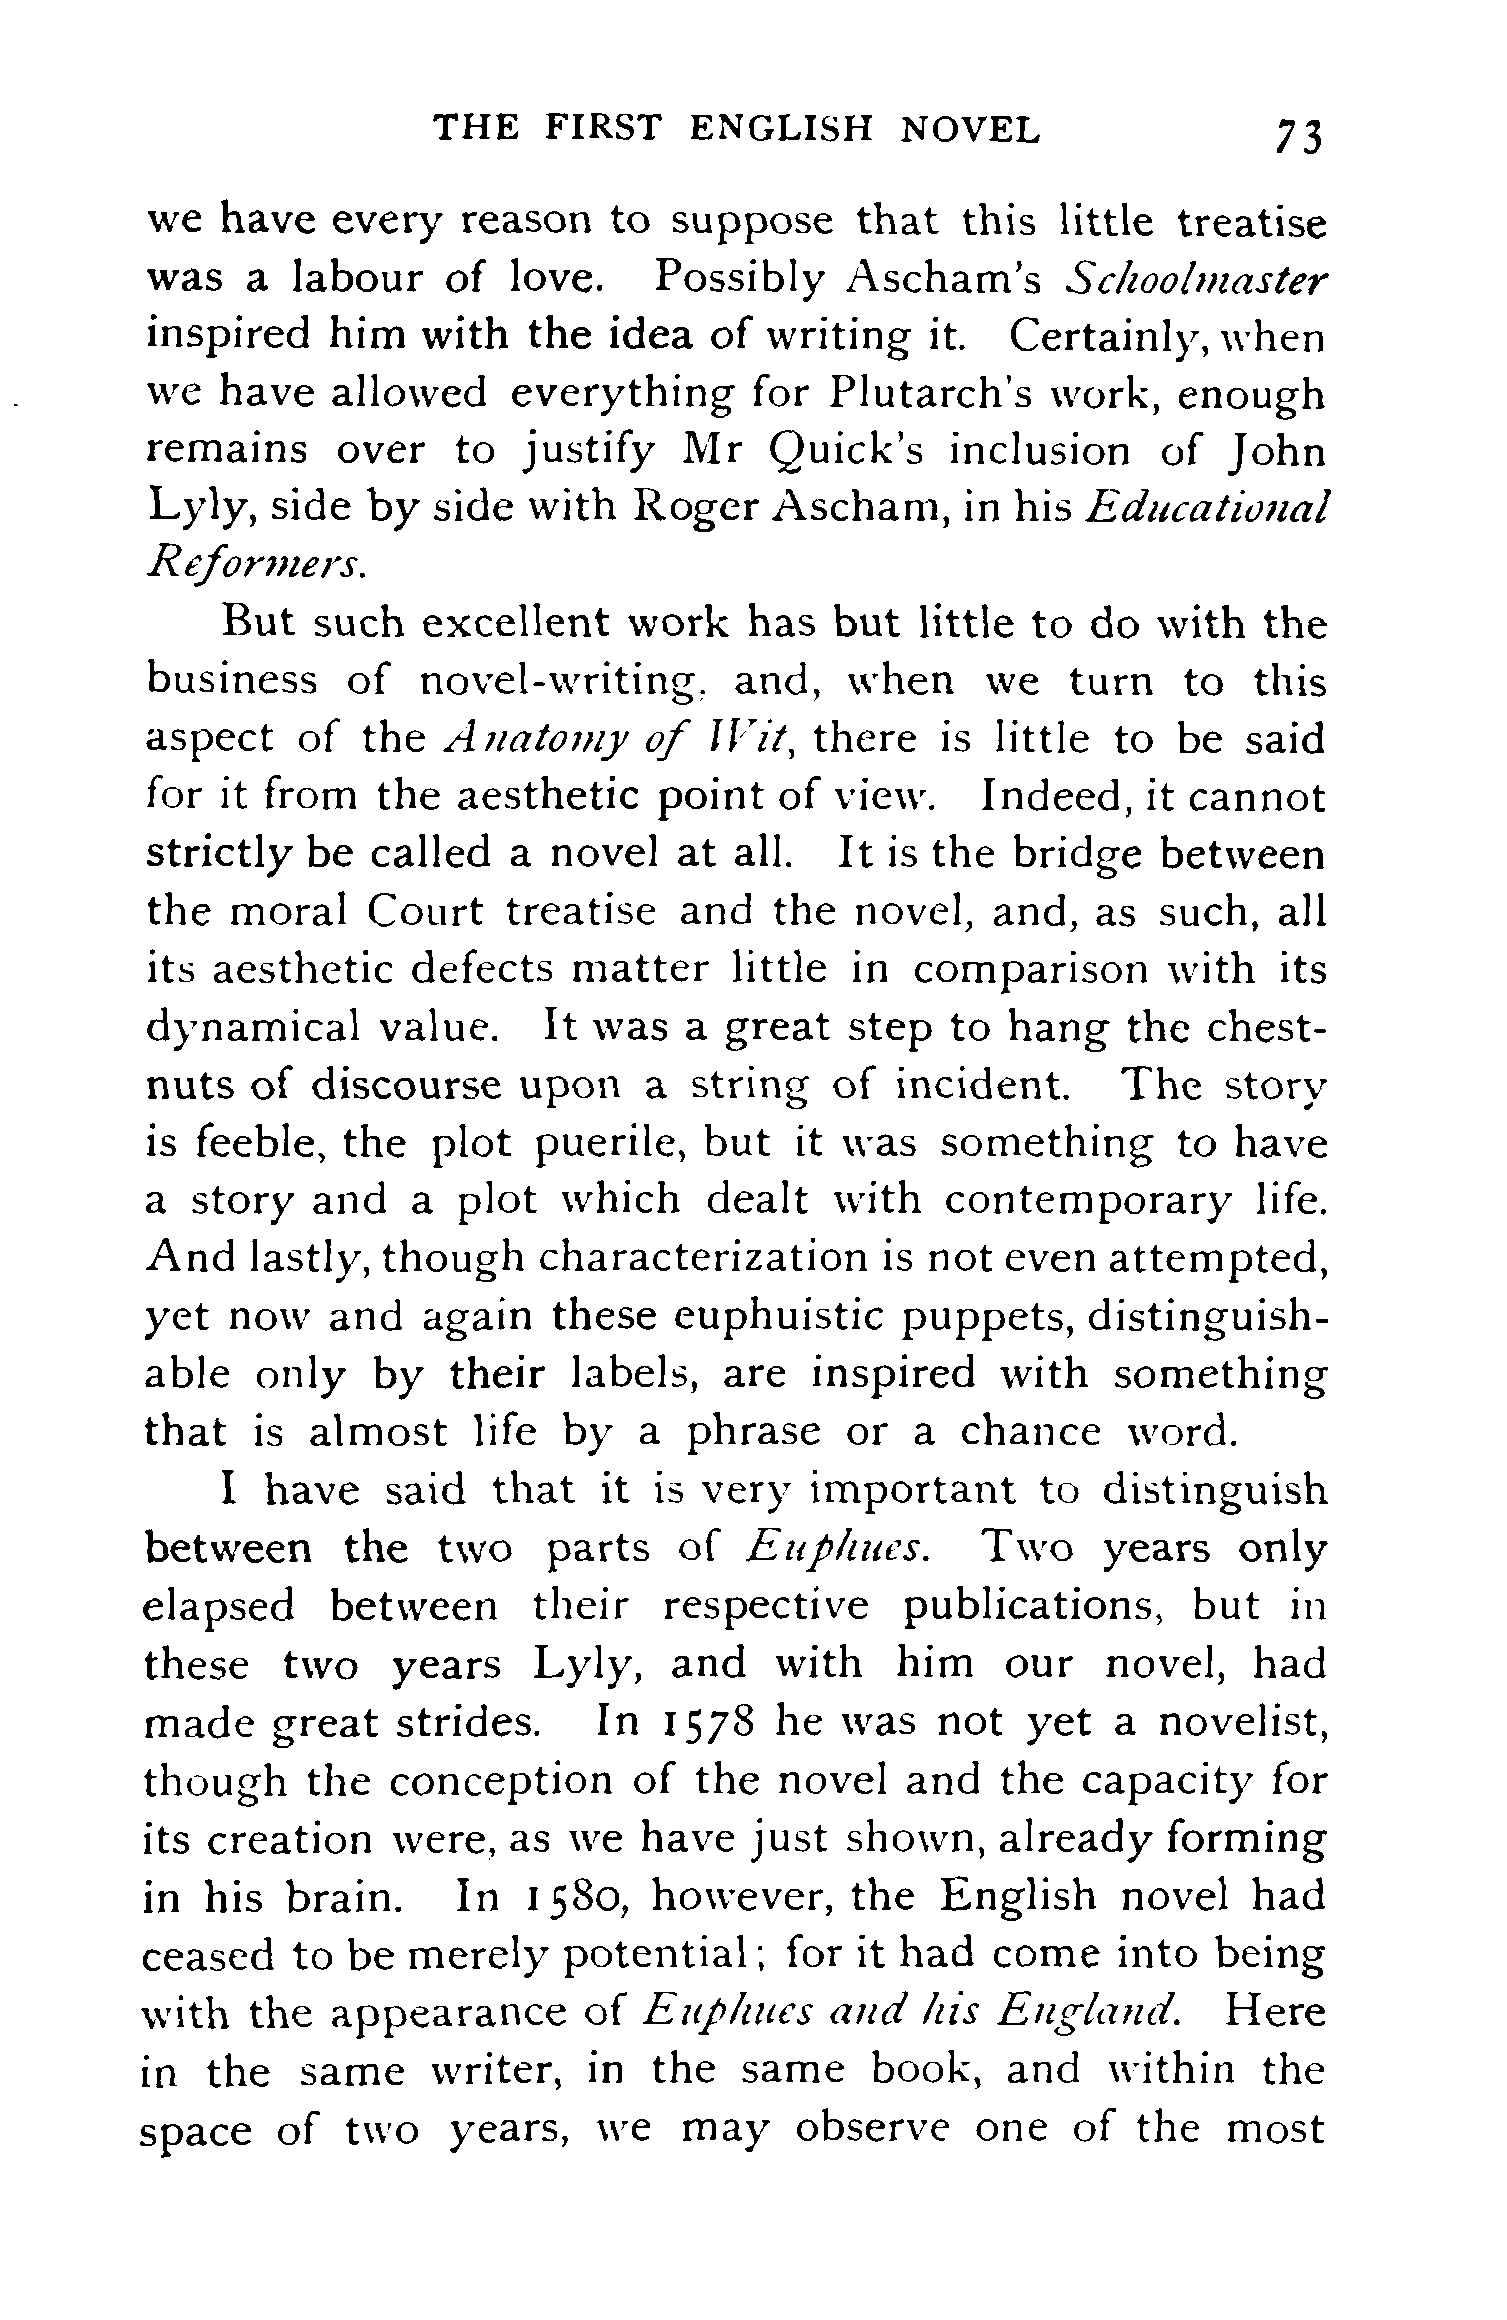 THE FIRST ENGLISH NOVEL 73
we have every reason to suppose that this little treatise
was a labour of love. Possibly Ascham's Schoolmaster
inspired him with the idea of writing it. Certainly, when
we have allowed everything for Plutarch's work, enough
remains over to justify Mr Quick's inclusion of John
Lyly, side by side with Roger Ascham, in his Educational
Reformers.
But such excellent work has but little to do with the
business of novel-writing, and, when we turn to this
aspect of the Anatomy of Wit, there is little to be said
for it from the aesthetic point of view. Indeed, it cannot
strictly be called a novel at all. It is the bridge between
the moral Court treatise and the novel, and, as such, all
its aesthetic defects matter little in comparison with its
dynamical value. It was a great step to hang the chest-
nuts of discourse upon a string of incident. The story
is feeble, the plot puerile, but it was something to have
a story and a plot which dealt with contemporary life.
And lastly, though characterization is not even attempted,
yet now and again these euphuistic puppets, distinguish-
able only by their labels, are inspired with something
that is almost life by a phrase or a chance word.
I have said that it is very important to distinguish
between the two parts of Euphues. Two years only
elapsed between their respective publications, but in
these two years Lyly, and with him our novel, had
made great strides. In 1578 he was not yet a novelist,
though the conception of the novel and the capacity for
its creation were, as we have just shown, already forming
in his brain. In 1580, however, the English novel had
ceased to be merely potential; for it had come into being
with the appearance of Euphues and his England. Here
in the same writer, in the same book, and within the
space of two years, we may observe one of the most